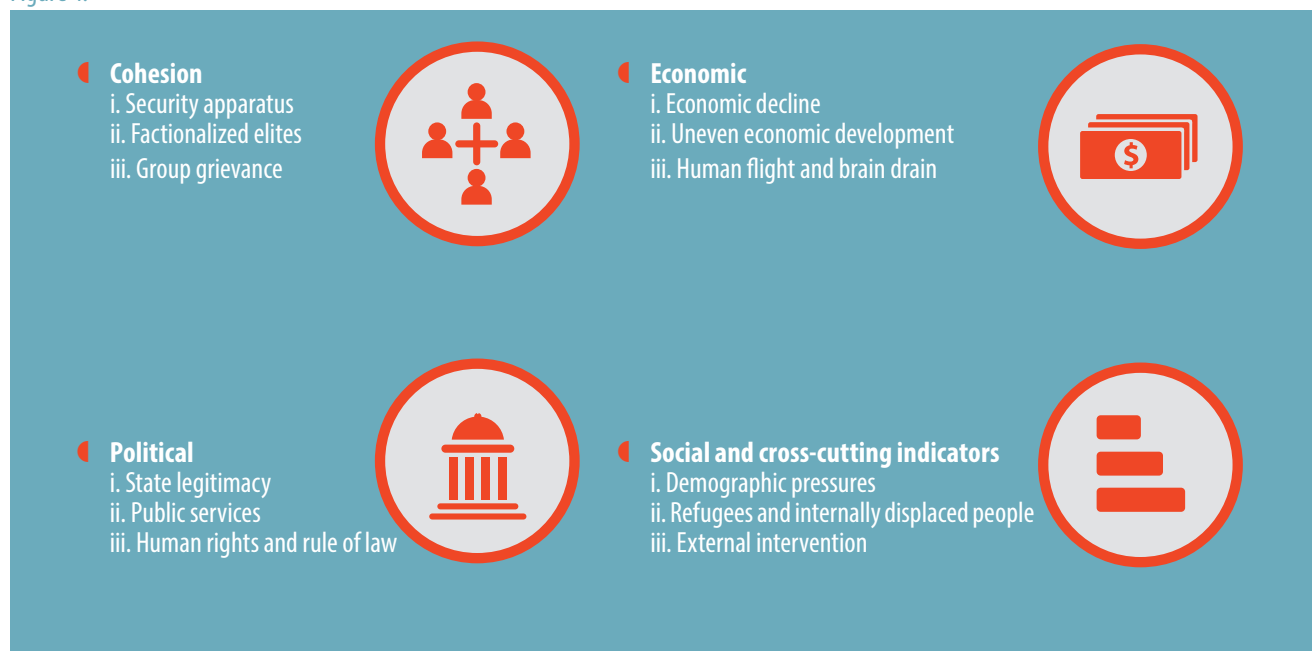 Cohesion
i. Security apparatus
ii. Factionalized elites
iii. Group grievance
Economic
i. Economic decline
ii. Uneven economic development
iii. Human flight and brain drain
$
Political
i. State legitimacy
ii. Public services
iii. Human rights and rule of law
Social and cross-cutting indicators
i. Demographic pressures
ii. Refugees and internally displaced people
iii. External intervention